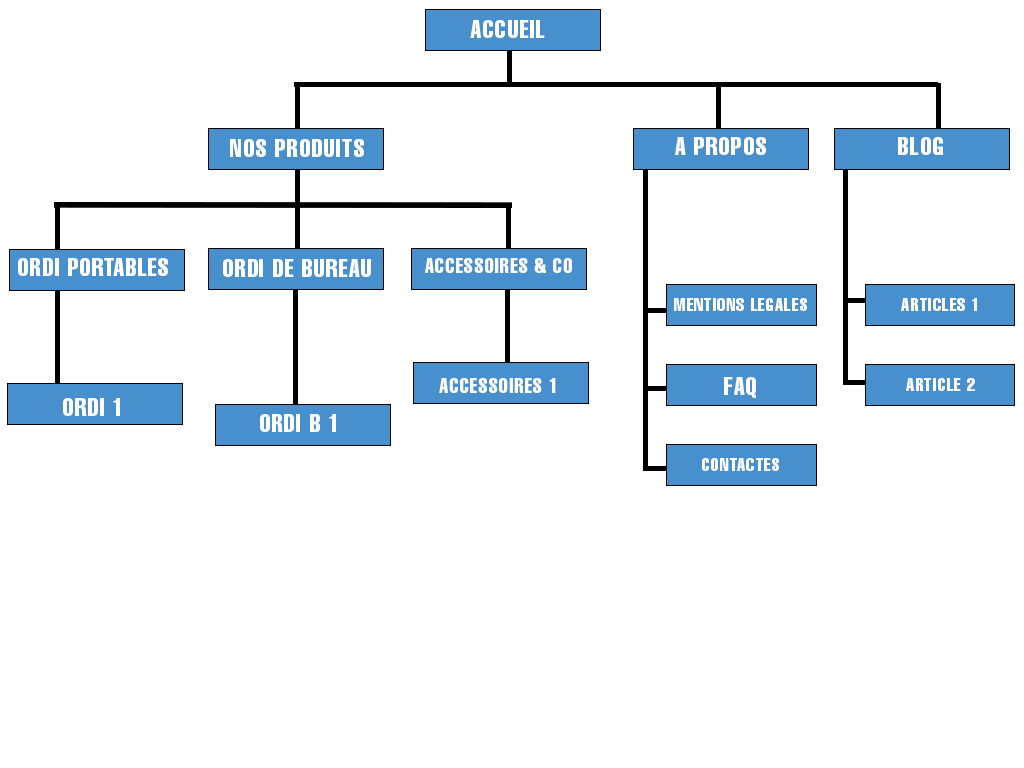 ACCUEIL
NOS PRODUITS
A PROPOS
BLOG
ORDI PORTABLES
ORDI DE BUREAU
ACCESSOIRES & CO
MENTIONS LEGALES
ARTICLES 1
ACCESSOIRES 1
FAQ
ARTICLE 2
ORDI 1
ORDI B 1
CONTACTES